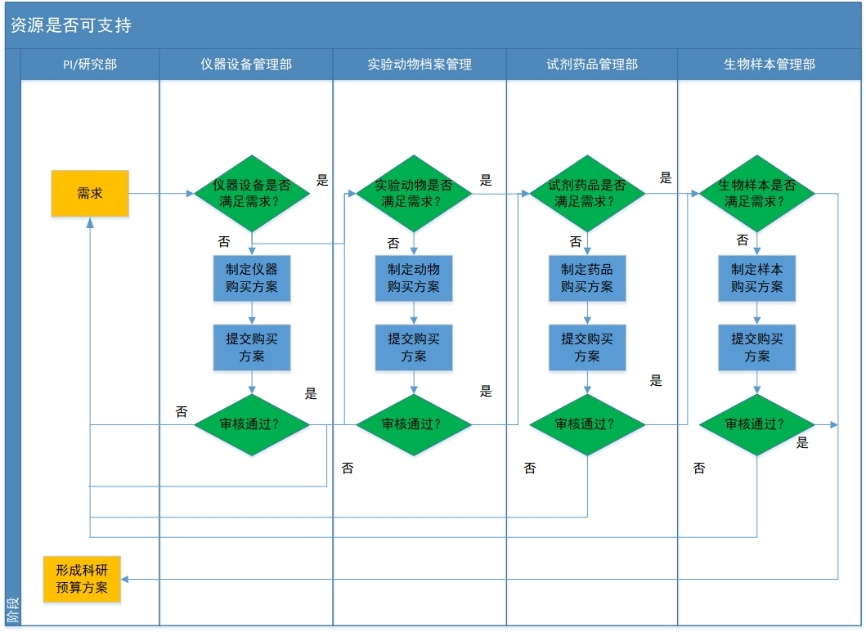 资源是否可支持
PI/研究部
仪器设备管理部
实验动物档案管理
试剂药品管理部
生物样本管理部
需求
仪器设备是否
满足需求？
是
实验动物是否
满足需求？
是
试剂药品是否
满足需求？
是
生物样本是否
满足需求？
否
否
否
否
制定仪器
购买方案
制定动物
购买方案
制定药品
购买方案
制定样本
购买方案
提交购买
方案
提交购买
方案
提交购买
方案
提交购买
方案
否
审核通过？
是
审核通过？
是
审核通过？
是
审核通过？
是
否
否
否
形成科研
预算方案
阶段